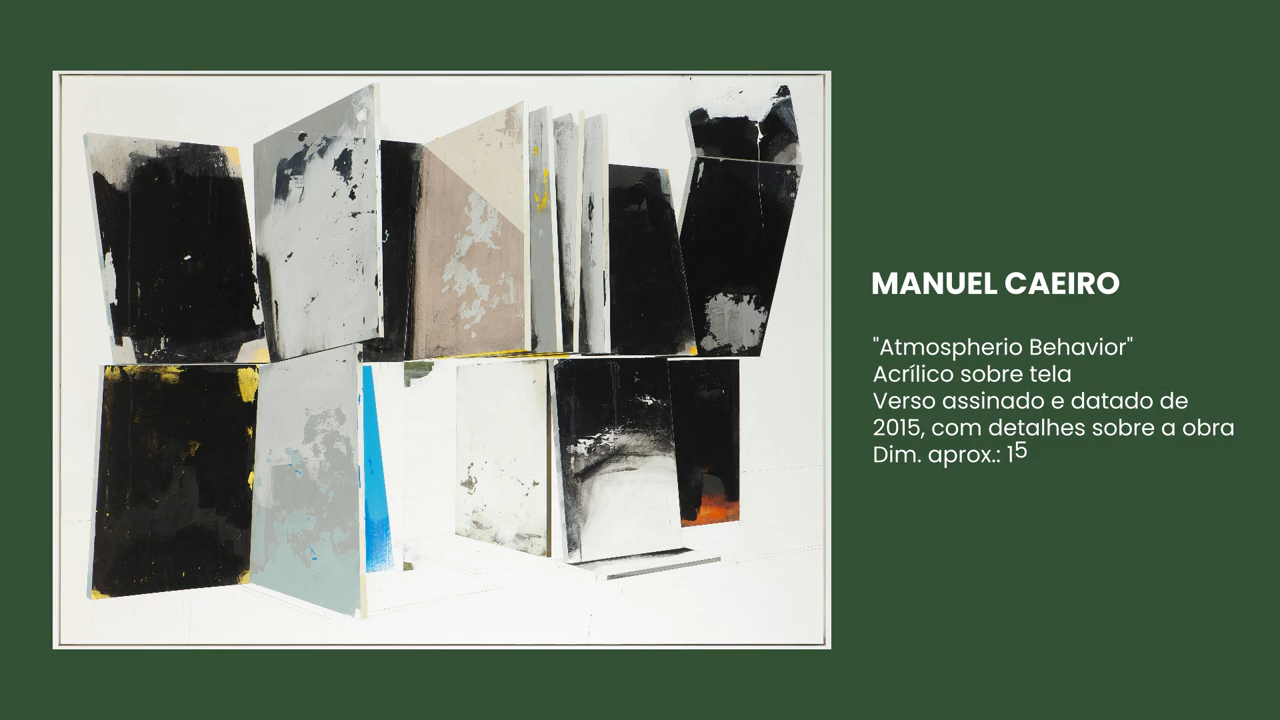 MANUEL CAEIRO
"Atmospherio Behavior"
Acrílico sobre tela
Verso assinado e datado de
2015, com detalhes sobre a obra
Dim. aprox.: 15